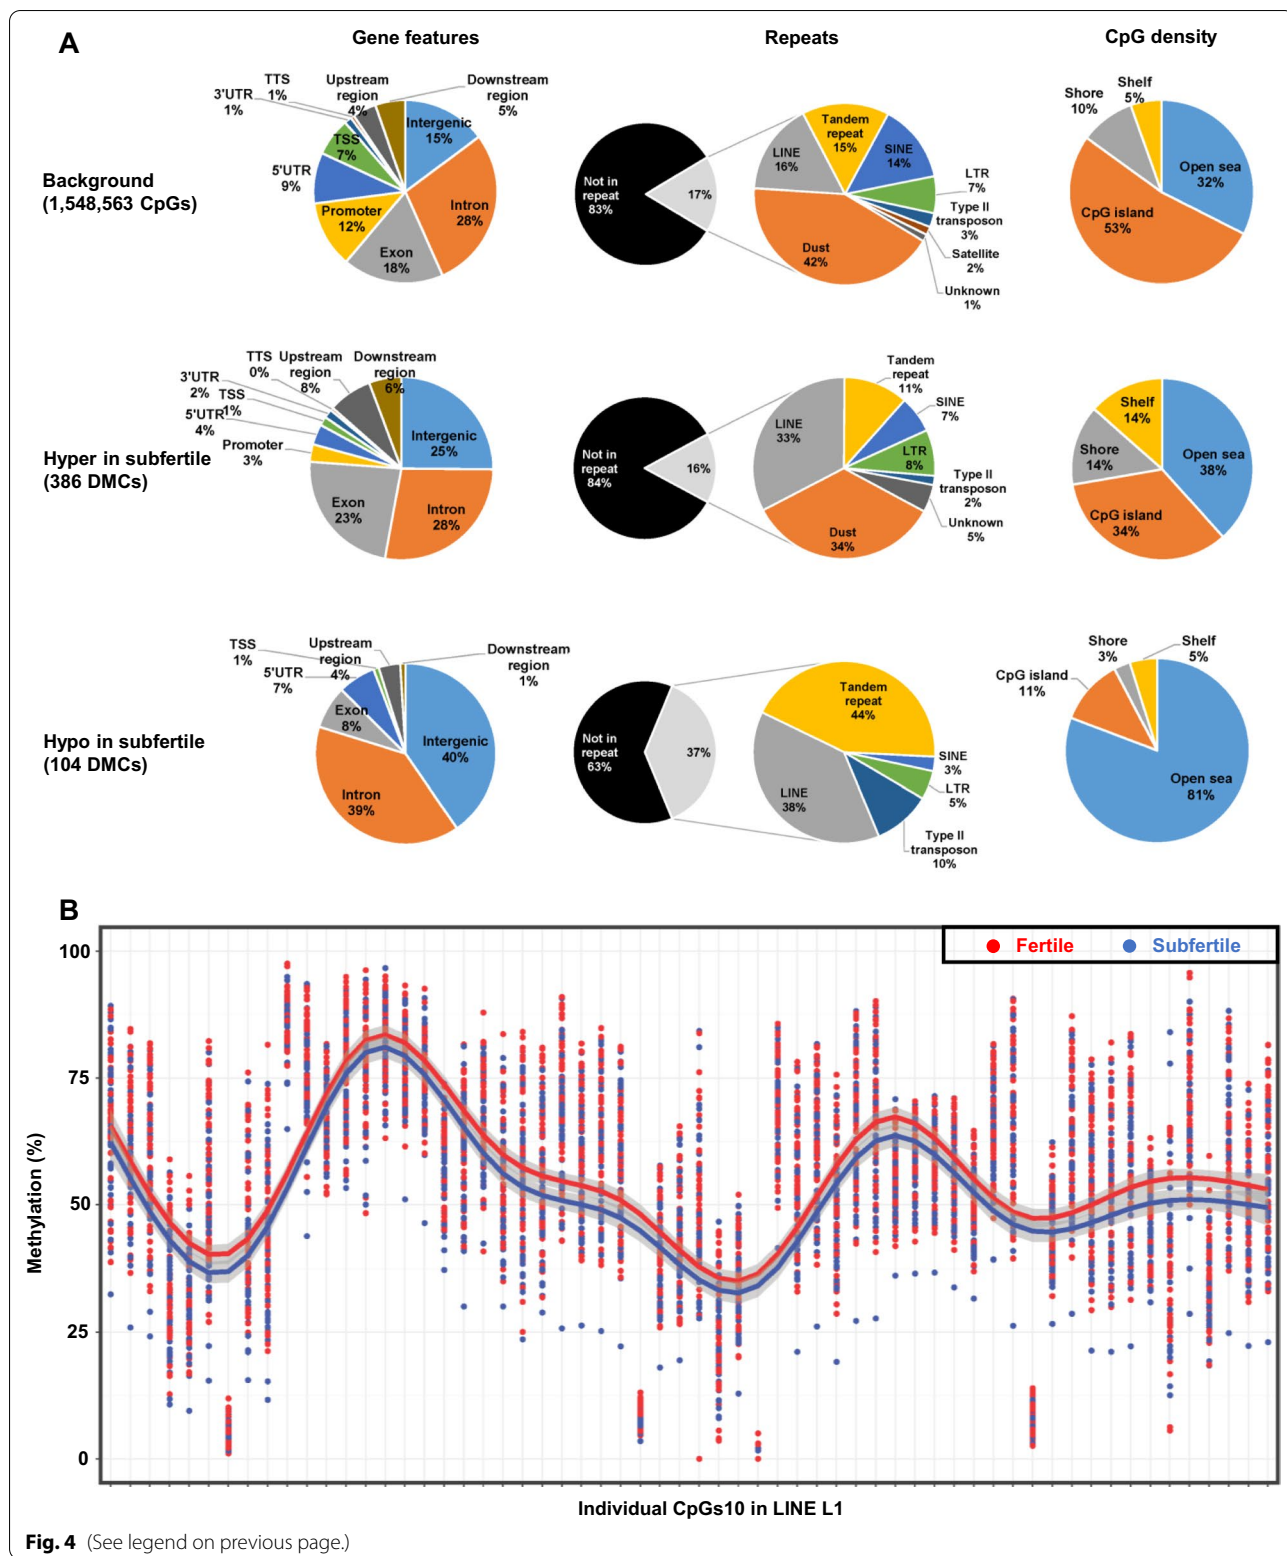 A
Gene features
Repeats
CpG density
Background
(1,548,563 CpGs)
TTS
1%
3'UTR
1%
Upstream
region
4%
Downstream
region
5%
Intergenic
15%
TSS
7%
5'UTR
9%
Promoter
12%
Exon
18%
Intron
28%
Not in
repeat
83%
17%
LINE
16%
Tandem
repeat
15%
SINE
14%
LTR
7%
Type II
transposon
3%
Satellite
2%
Unknown
1%
Dust
42%
Shelf
5%
Shore
10%
Open sea
32%
CpG island
53%
Hyper in subfertile
(386 DMCs)
TTS
0%
Upstream
region
8%
Downstream
region
6%
3'UTR
2%
TSS
1%
5'UTR
4%
Promoter
3%
Intergenic
25%
Exon
23%
Intron
28%
Not in
repeat
84%
16%
LINE
33%
Tandem
repeat
11%
SINE
7%
LTR
8%
Type II
transposon
2%
Unknown
5%
Dust
34%
Shelf
14%
Shore
14%
Open sea
38%
CpG island
34%
Hypo in subfertile
(104 DMCs)
TSS
1%
Upstream
region
4%
Downstream
region
1%
5'UTR
7%
Exon
8%
Intergenic
40%
Intron
39%
Not in
repeat
63%
37%
Tandem
repeat
44%
SINE
3%
LTR
5%
LINE
38%
Type II
transposon
10%
Shore
3%
Shelf
5%
CpG island
11%
Open sea
81%
B
Fertile
Subfertile
100
75
50
25
0
Methylation (%)
Individual CpGs10 in LINE L1
Fig. 4 (See legend on previous page.)